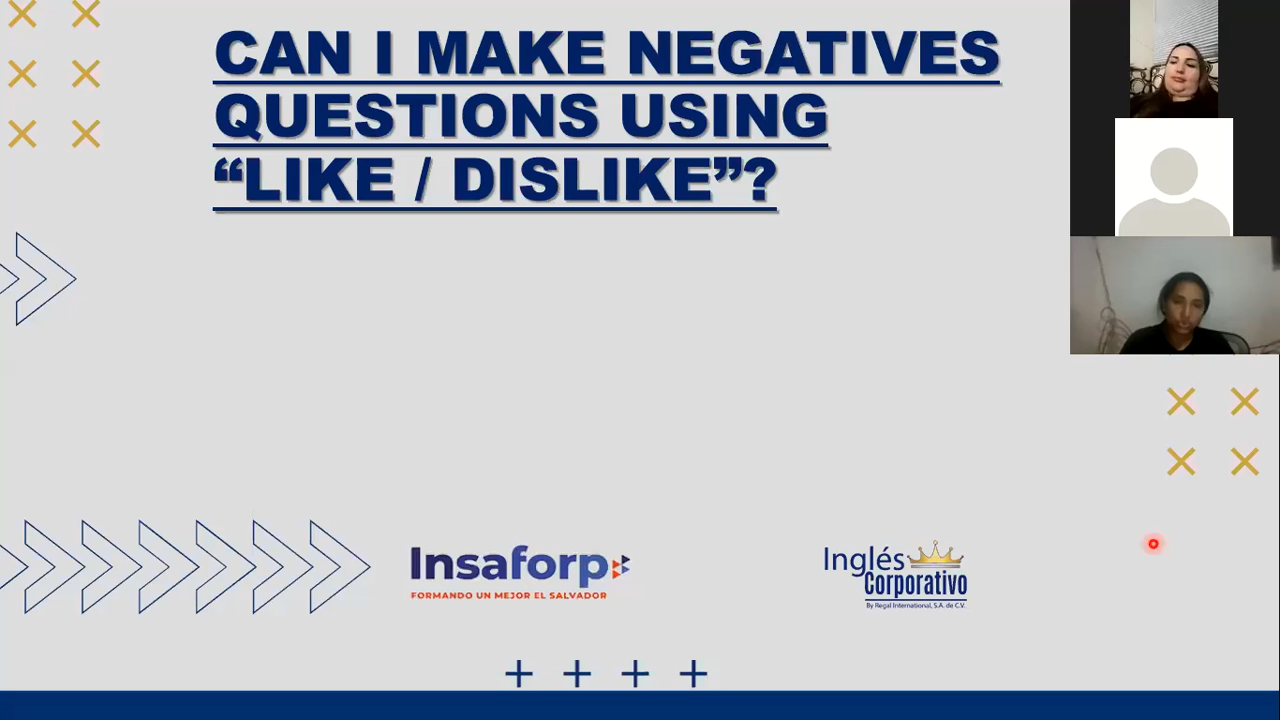 CAN I MAKE NEGATIVES
QUESTIONS USING
“LIKE / DISLIKE”?
Insaforp
FORMANDO UN MEJOR EL SALVADOR
Inglés
Corporativo
By Regal International, S.A. de C.V.